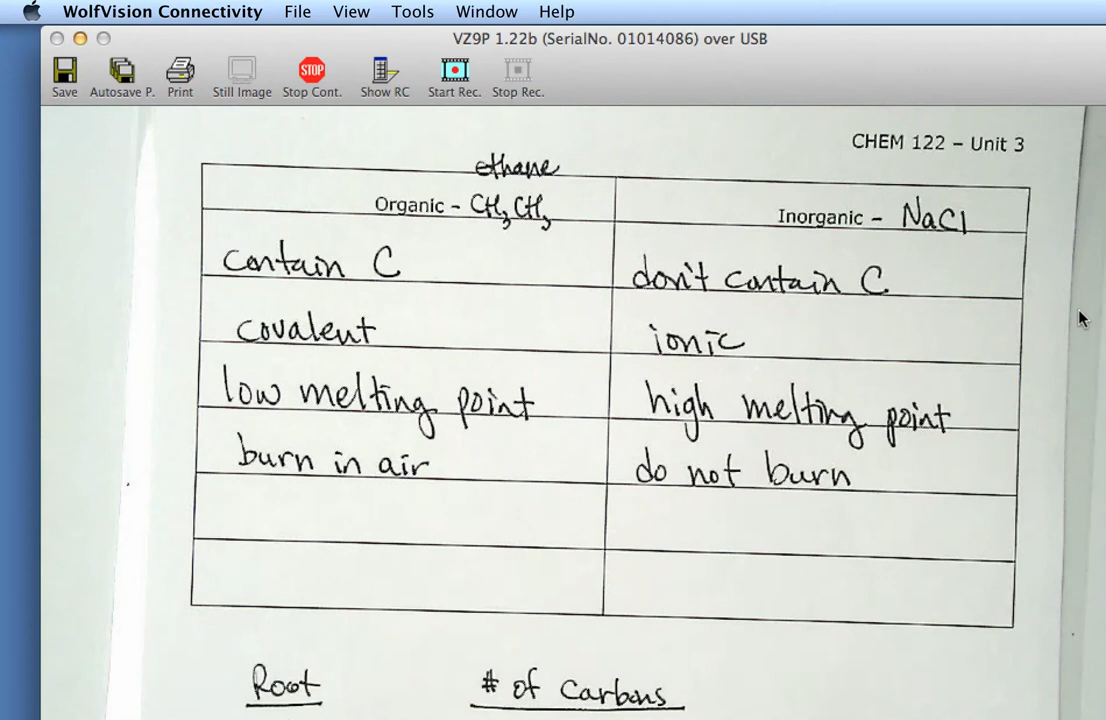 WolfVision Connectivity File View Tools Window Help
VZ9P 1.22b (SerialNo. 01014086) over USB
Save Autosave P. Print Still Image STOP Stop Cont. Show RC Start Rec. Stop Rec.
CHEM 122 – Unit 3
ethane
Organic - CH₃CH₃ Inorganic - NaCl
contain C don't contain C
covalent ionic
low melting point high melting point
burn in air do not burn
Root # of Carbons